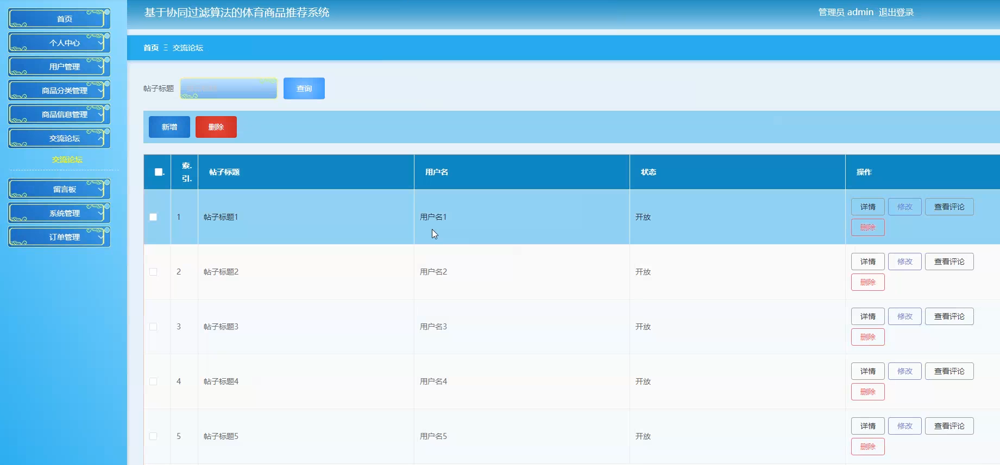 首页
个人中心
用户管理
商品分类管理
商品信息管理
交流论坛
交流论坛
留言板
系统管理
订单管理
基于协同过滤算法的体育商品推荐系统
管理员 admin 退出登录
首页 Ξ 交流论坛
帖子标题 查询
新增 删除
索. 引. 帖子标题 用户名 状态 操作
1 帖子标题1 用户名1 开放 详情 修改 查看评论
删除
2 帖子标题2 用户名2 开放 详情 修改 查看评论
删除
3 帖子标题3 用户名3 开放 详情 修改 查看评论
删除
4 帖子标题4 用户名4 开放 详情 修改 查看评论
删除
5 帖子标题5 用户名5 开放 详情 修改 查看评论
删除